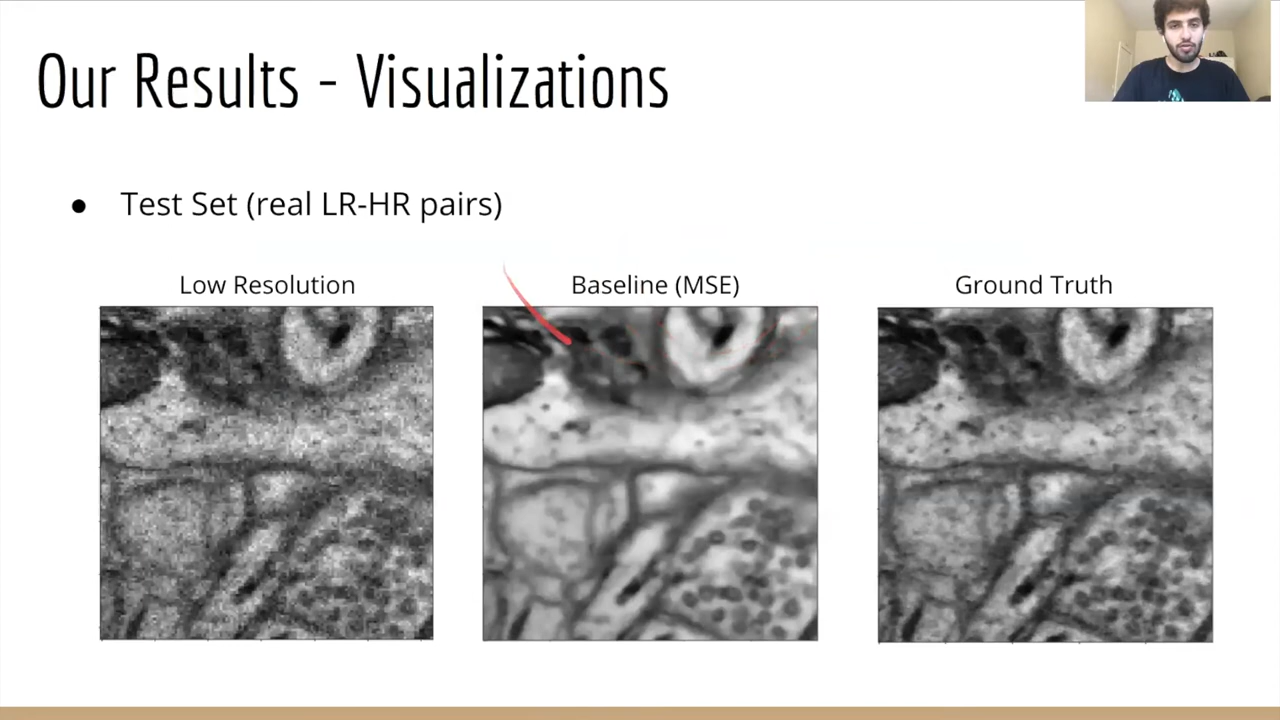 Our Results - Visualizations
● Test Set (real LR-HR pairs)
Low Resolution
Baseline (MSE)
Ground Truth